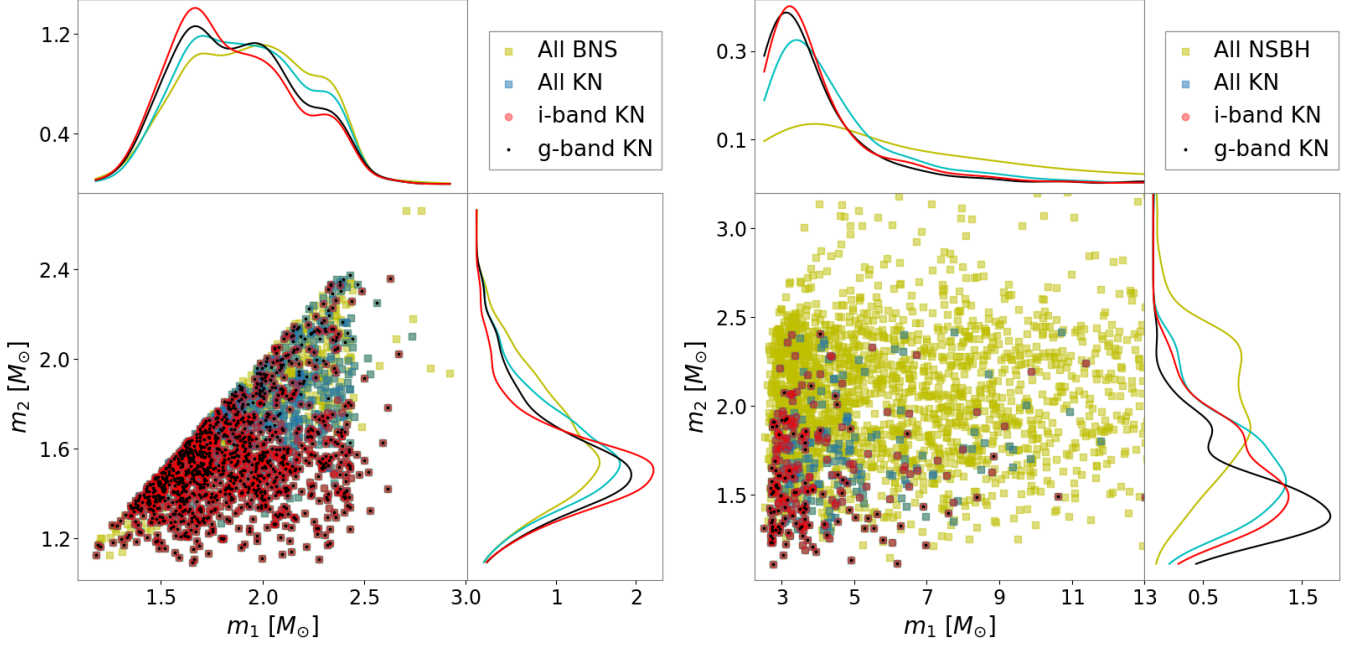 1.2
0.4
All BNS
All KN
i-band KN
g-band KN
2.4
2.0
1.6
1.2
m₂ [M⊙]
1.5
2.0
2.5
3.0
1
2
m₁ [M⊙]
0.3
0.1
All NSBH
All KN
i-band KN
g-band KN
3.0
2.5
2.0
1.5
m₂ [M⊙]
3
5
7
9
11
13
0.5
1.5
m₁ [M⊙]